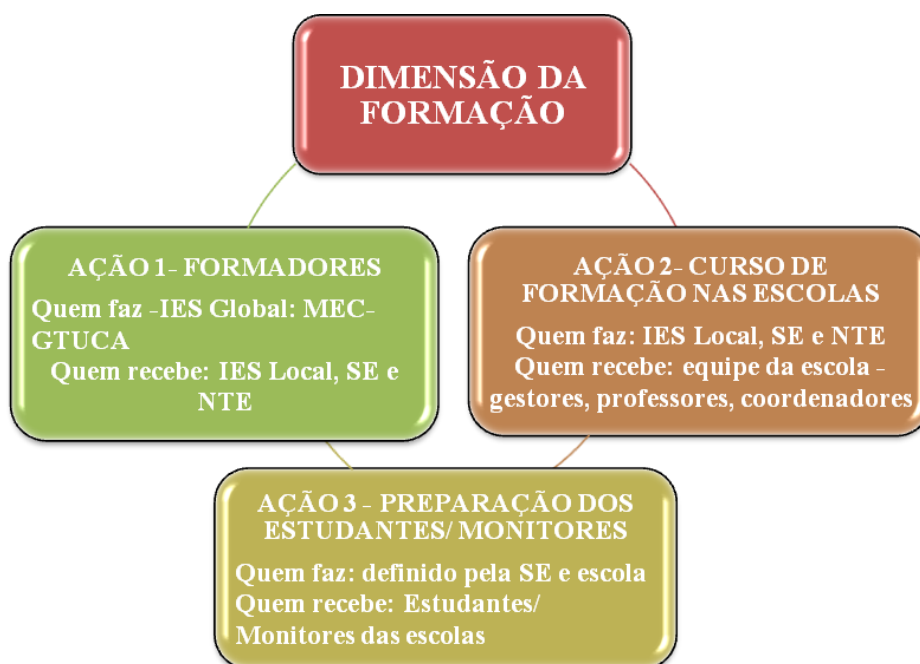 DIMENSÃO DA
FORMAÇÃO
AÇÃO 1- FORMADORES
Quem faz -IES Global: MEC-
GTUCA
Quem recebe: IES Local, SE e
NTE
AÇÃO 2- CURSO DE
FORMAÇÃO NAS ESCOLAS
Quem faz: IES Local, SE e NTE
Quem recebe: equipe da escola -
gestores, professores, coordenadores
AÇÃO 3 - PREPARAÇÃO DOS
ESTUDANTES/ MONITORES
Quem faz: definido pela SE e escola
Quem recebe: Estudantes/
Monitores das escolas